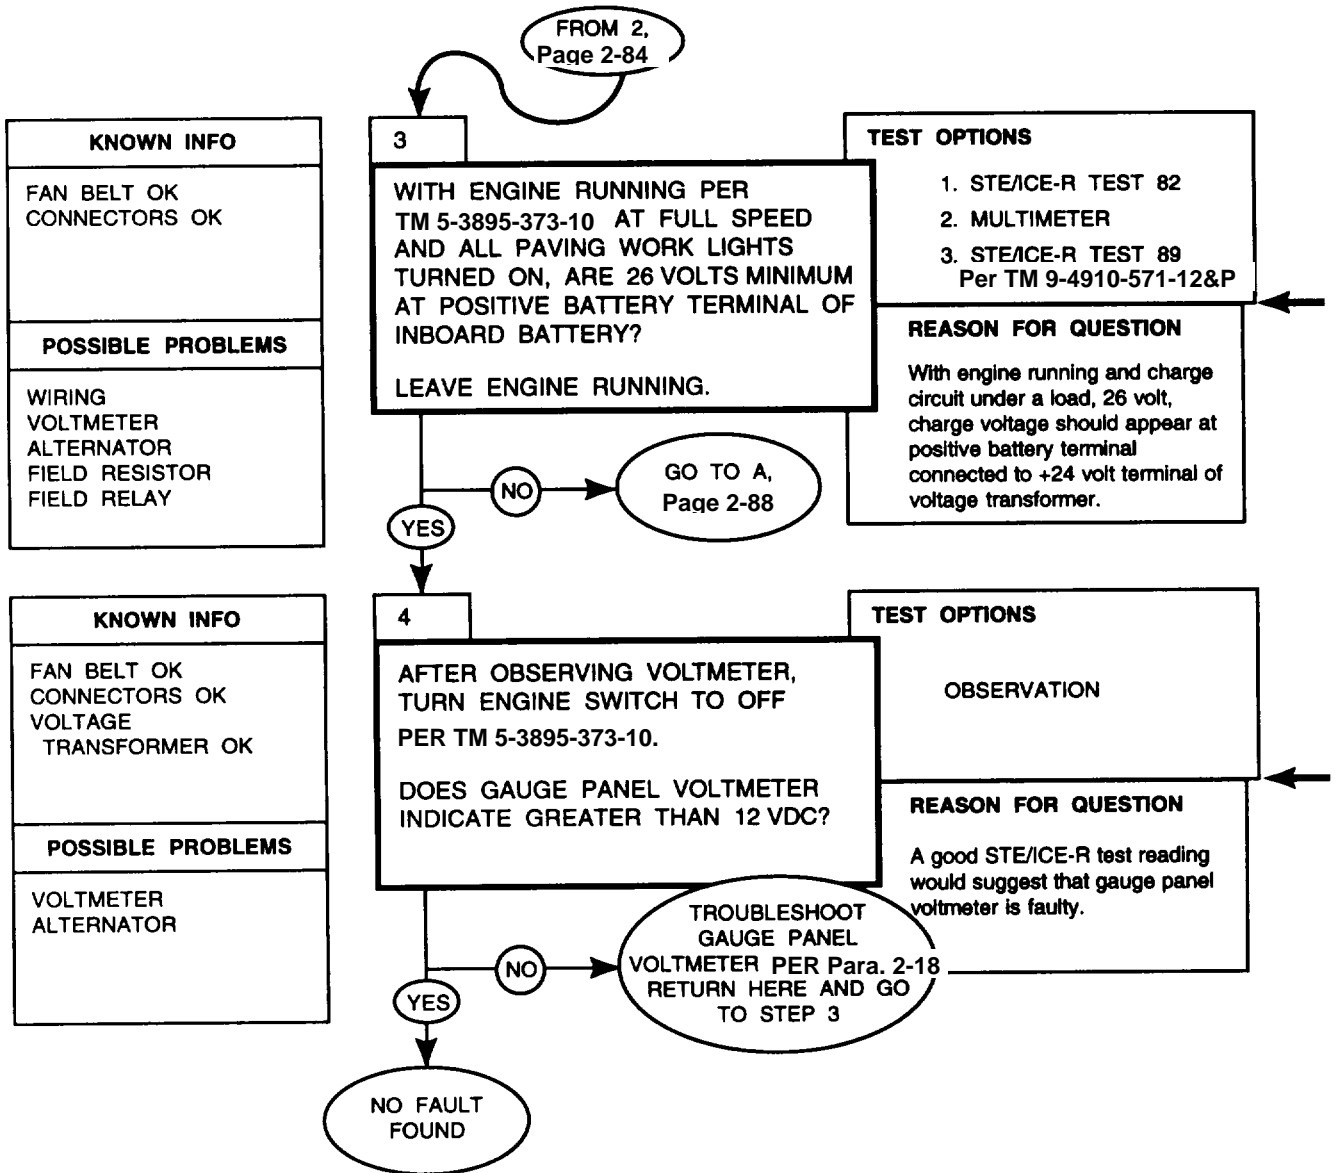 FROM 2,
Page 2-84
KNOWN INFO
FAN BELT OK
CONNECTORS OK
POSSIBLE PROBLEMS
WIRING
VOLTMETER
ALTERNATOR
FIELD RESISTOR
FIELD RELAY
3
WITH ENGINE RUNNING PER
TM 5-3895-373-10 AT FULL SPEED
AND ALL PAVING WORK LIGHTS
TURNED ON, ARE 26 VOLTS MINIMUM
AT POSITIVE BATTERY TERMINAL OF
INBOARD BATTERY?
LEAVE ENGINE RUNNING.
TEST OPTIONS
1. STE/ICE-R TEST 82
2. MULTIMETER
3. STE/ICE-R TEST 89
Per TM 9-4910-571-12&P
REASON FOR QUESTION
With engine running and charge
circuit under a load, 26 volt,
charge voltage should appear at
positive battery terminal
connected to +24 volt terminal of
voltage transformer.
NO
GO TO A,
Page 2-88
YES
KNOWN INFO
FAN BELT OK
CONNECTORS OK
VOLTAGE
TRANSFORMER OK
POSSIBLE PROBLEMS
VOLTMETER
ALTERNATOR
4
AFTER OBSERVING VOLTMETER,
TURN ENGINE SWITCH TO OFF
PER TM 5-3895-373-10.
DOES GAUGE PANEL VOLTMETER
INDICATE GREATER THAN 12 VDC?
TEST OPTIONS
OBSERVATION
REASON FOR QUESTION
A good STE/ICE-R test reading
would suggest that gauge panel
voltmeter is faulty.
NO
TROUBLESHOOT
GAUGE PANEL
VOLTMETER PER Para. 2-18
RETURN HERE AND GO
TO STEP 3
YES
NO FAULT
FOUND